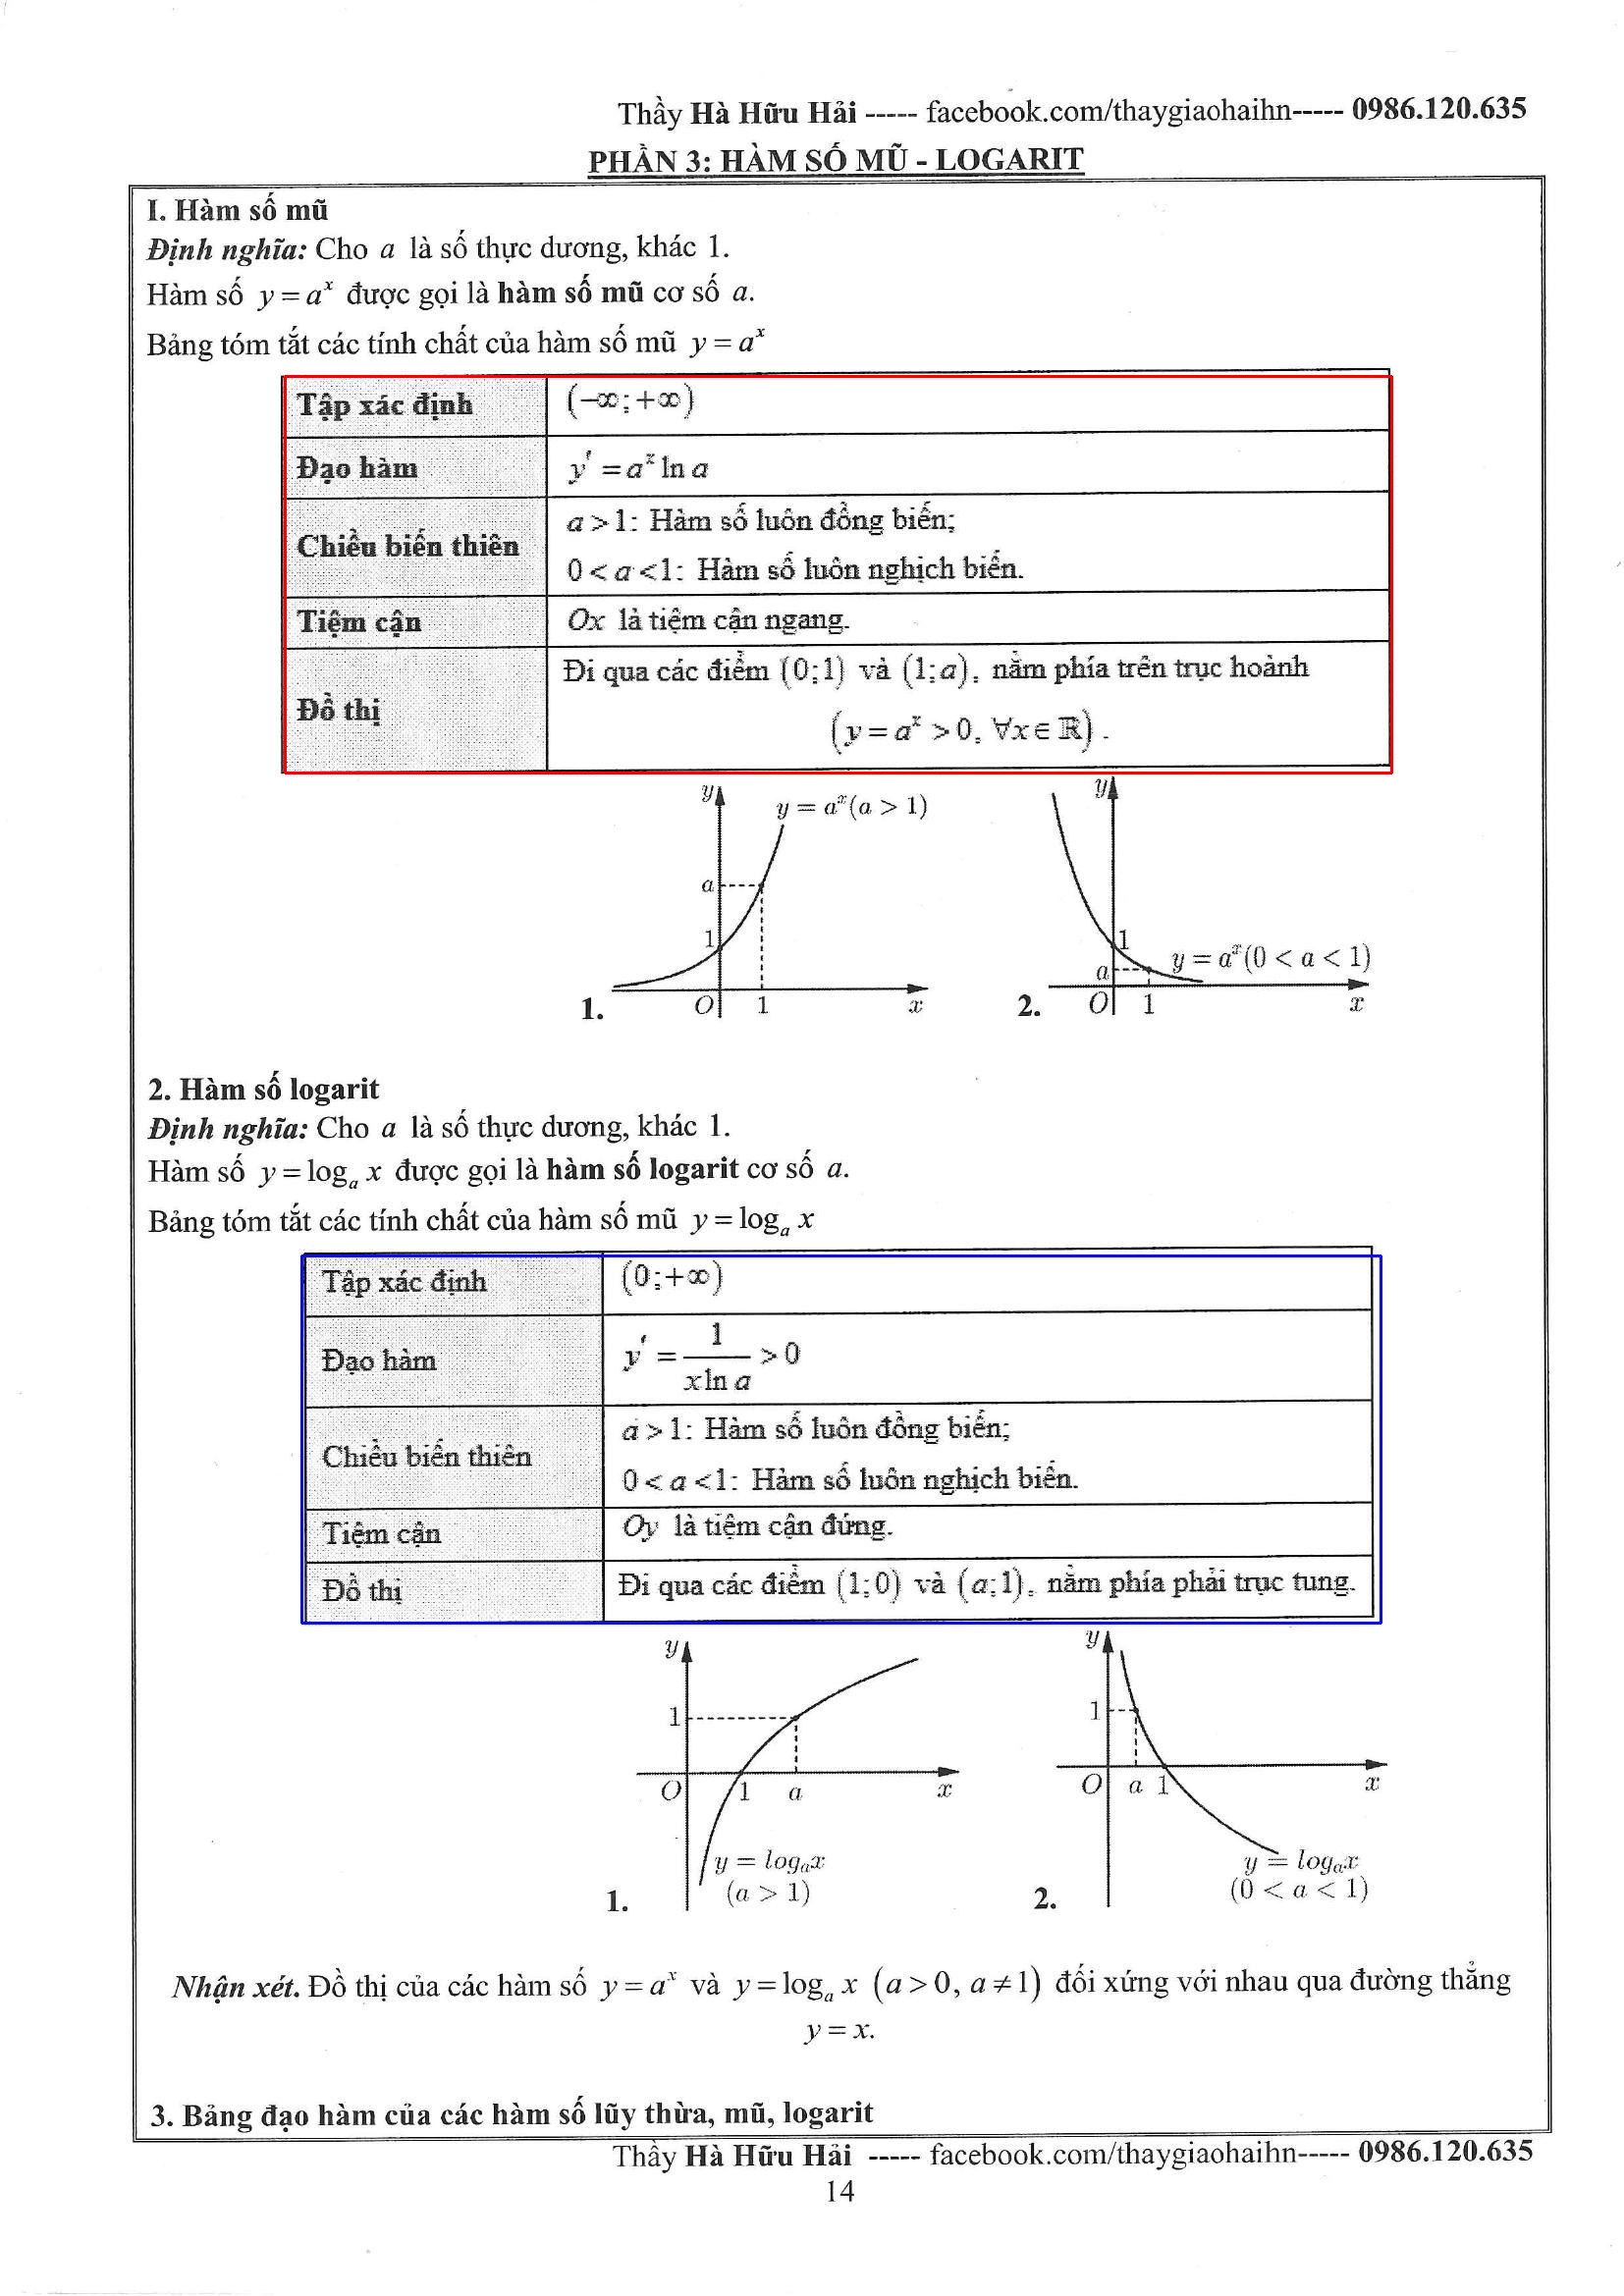 Thầy Hà Hữu Hải ----- facebook.com/thaygiaohaihn----- 0986.120.635
PHẦN 3: HÀM SỐ MŨ - LOGARIT
I. Hàm số mũ
Định nghĩa: Cho a là số thực dương, khác 1.
Hàm số y = a^x được gọi là hàm số mũ cơ số a.
Bảng tóm tắt các tính chất của hàm số mũ y = a^x
Tập xác định (−∞;+∞)
Đạo hàm y' = a^x ln a
Chiều biến thiên
a > 1: Hàm số luôn đồng biến;
0 < a < 1: Hàm số luôn nghịch biến.
Tiệm cận Ox là tiệm cận ngang.
Đồ thị
Đi qua các điểm (0;1) và (1;a), nằm phía trên trục hoành
(y = a^x > 0, ∀x ∈ ℝ).
y
y = a^x(a > 1)
a
1
1. O 1 x
y
1
y = a^x(0 < a < 1)
a
2. O 1 x
2. Hàm số logarit
Định nghĩa: Cho a là số thực dương, khác 1.
Hàm số y = log_a x được gọi là hàm số logarit cơ số a.
Bảng tóm tắt các tính chất của hàm số mũ y = log_a x
Tập xác định (0;+∞)
Đạo hàm y' = 1/(x ln a) > 0
Chiều biến thiên
a > 1: Hàm số luôn đồng biến;
0 < a < 1: Hàm số luôn nghịch biến.
Tiệm cận Oy là tiệm cận đứng.
Đồ thị Đi qua các điểm (1;0) và (a;1), nằm phía phải trục tung.
y
1
O 1 a x
y = log_a x
(a > 1)
1.
y
1
O a 1 x
y = log_a x
(0 < a < 1)
2.
Nhận xét. Đồ thị của các hàm số y = a^x và y = log_a x (a > 0, a ≠ 1) đối xứng với nhau qua đường thẳng
y = x.
3. Bảng đạo hàm của các hàm số lũy thừa, mũ, logarit
Thầy Hà Hữu Hải ----- facebook.com/thaygiaohaihn----- 0986.120.635
14